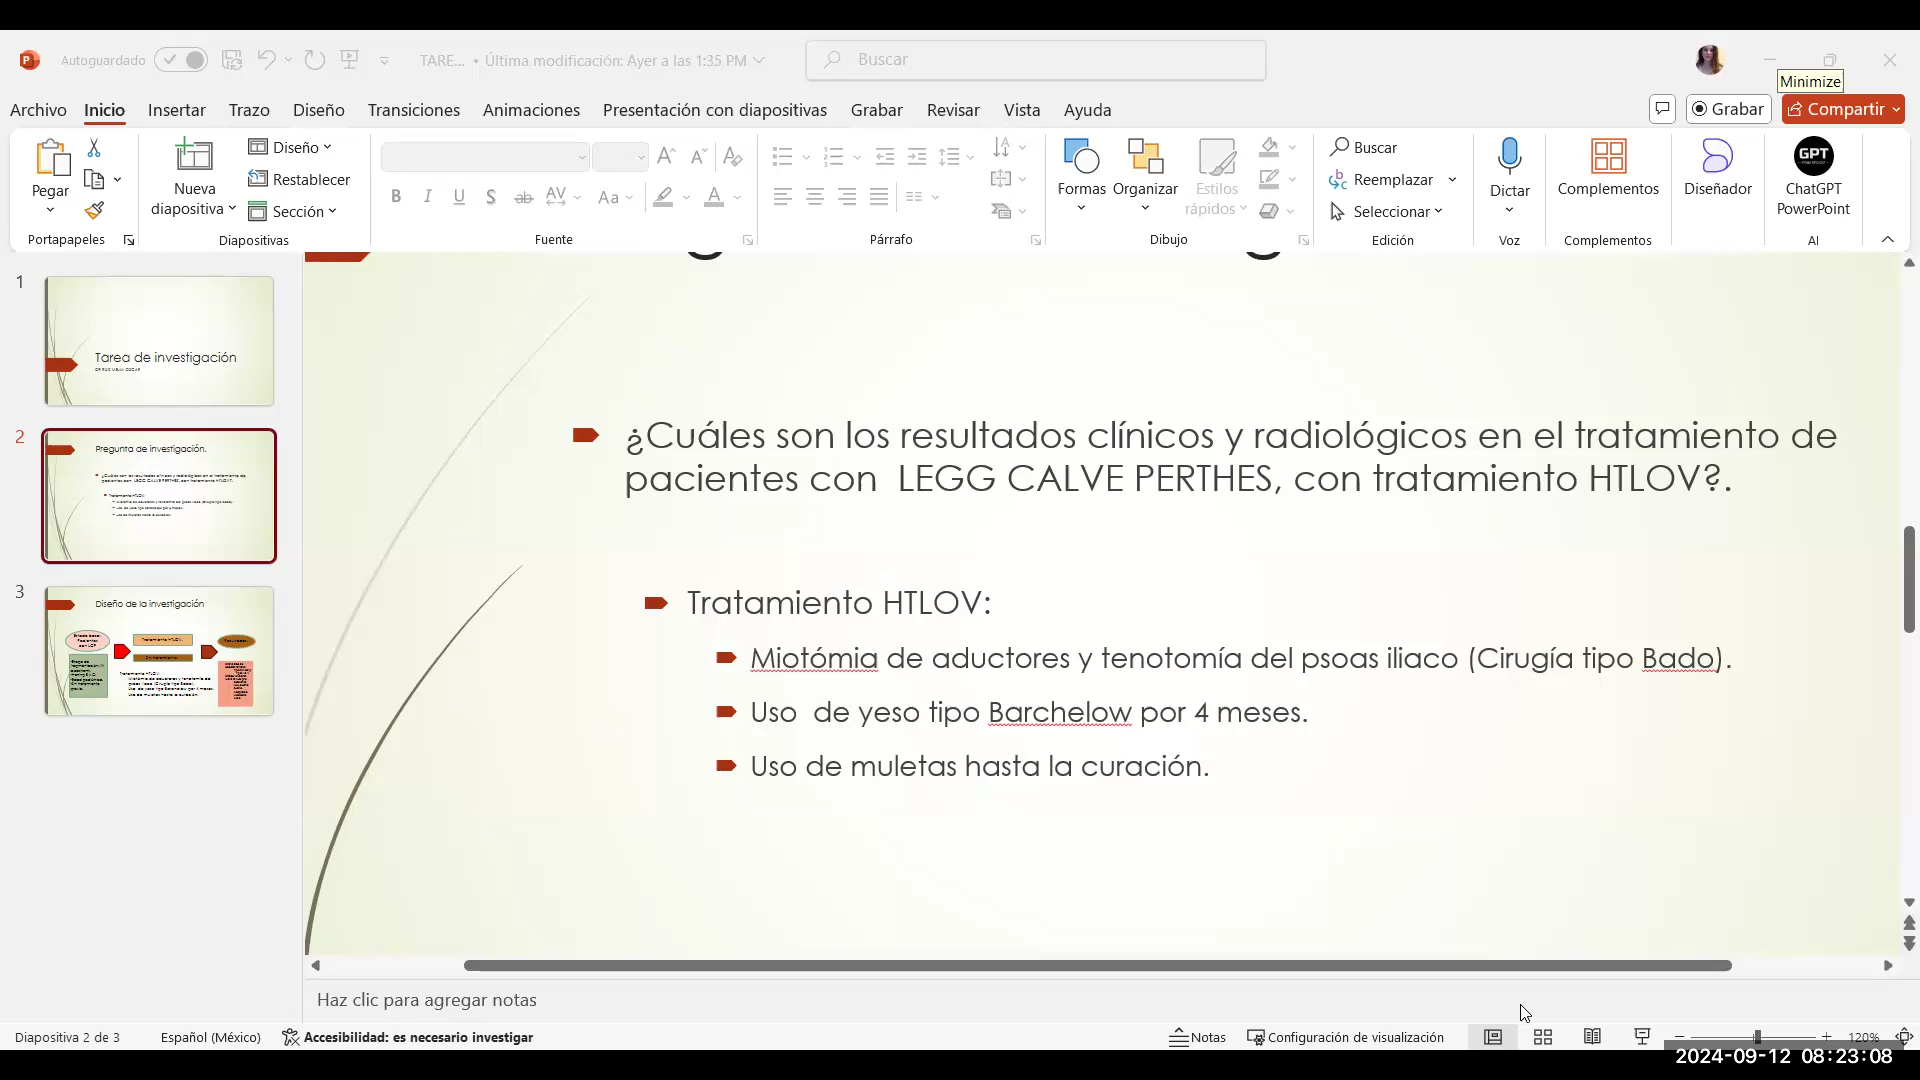 Autoguardado
TARE... • Última modificación: Ayer a las 1:35 PM
Buscar
Minimize
Archivo Inicio Insertar Trazo Diseño Transiciones Animaciones Presentación con diapositivas Grabar Revisar Vista Ayuda
Grabar Compartir
Pegar
Portapapeles
Nueva
diapositiva
Diseño
Restablecer
Sección
Diapositivas
Fuente
Párrafo
Formas
Organizar
Estilos
rápidos
Dibujo
Buscar
Reemplazar
Seleccionar
Edición
Dictar
Voz
Complementos
Complementos
Diseñador
GPT
ChatGPT
PowerPoint
AI
1
Tarea de investigación
2
Pregunta de investigación.
3
Diseño de la investigación
¿Cuáles son los resultados clínicos y radiológicos en el tratamiento de
pacientes con  LEGG CALVE PERTHES, con tratamiento HTLOV?.
Tratamiento HTLOV:
Miotómia de aductores y tenotomía del psoas iliaco (Cirugía tipo Bado).
Uso  de yeso tipo Barchelow por 4 meses.
Uso de muletas hasta la curación.
Haz clic para agregar notas
Diapositiva 2 de 3 Español (México) Accesibilidad: es necesario investigar Notas Configuración de visualización 120%
2024-09-12 08:23:08